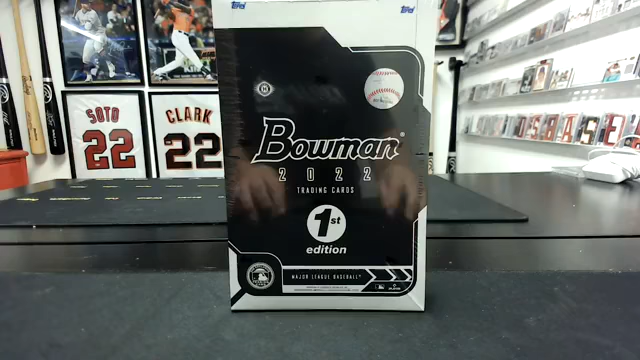 Topps
Topps
SOTO
22
CLARK
22
Bowman
2022
TRADING CARDS
1st
edition
MAJOR LEAGUE BASEBALL